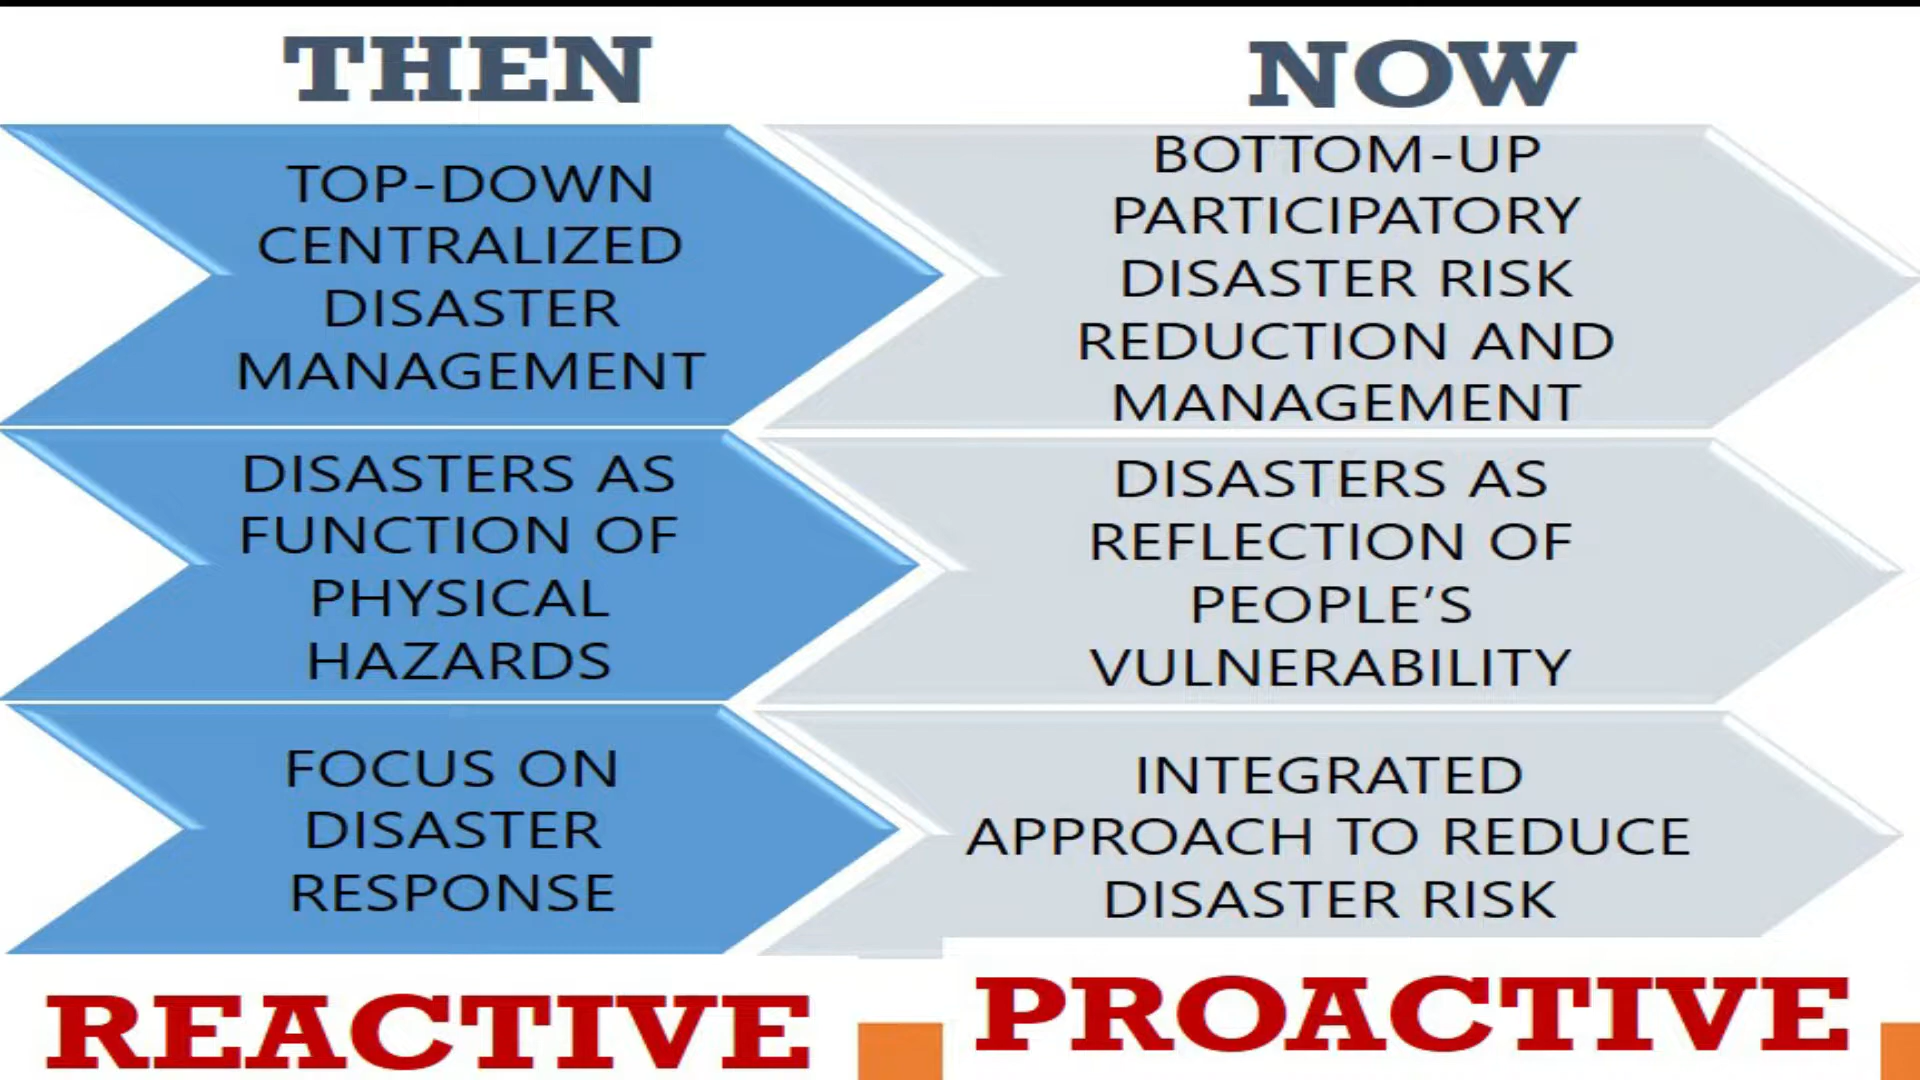 THEN
TOP-DOWN
CENTRALIZED
DISASTER
MANAGEMENT
DISASTERS AS
FUNCTION OF
PHYSICAL
HAZARDS
FOCUS ON
DISASTER
RESPONSE
REACTIVE
NOW
BOTTOM-UP
PARTICIPATORY
DISASTER RISK
REDUCTION AND
MANAGEMENT
DISASTERS AS
REFLECTION OF
PEOPLE’S
VULNERABILITY
INTEGRATED
APPROACH TO REDUCE
DISASTER RISK
PROACTIVE